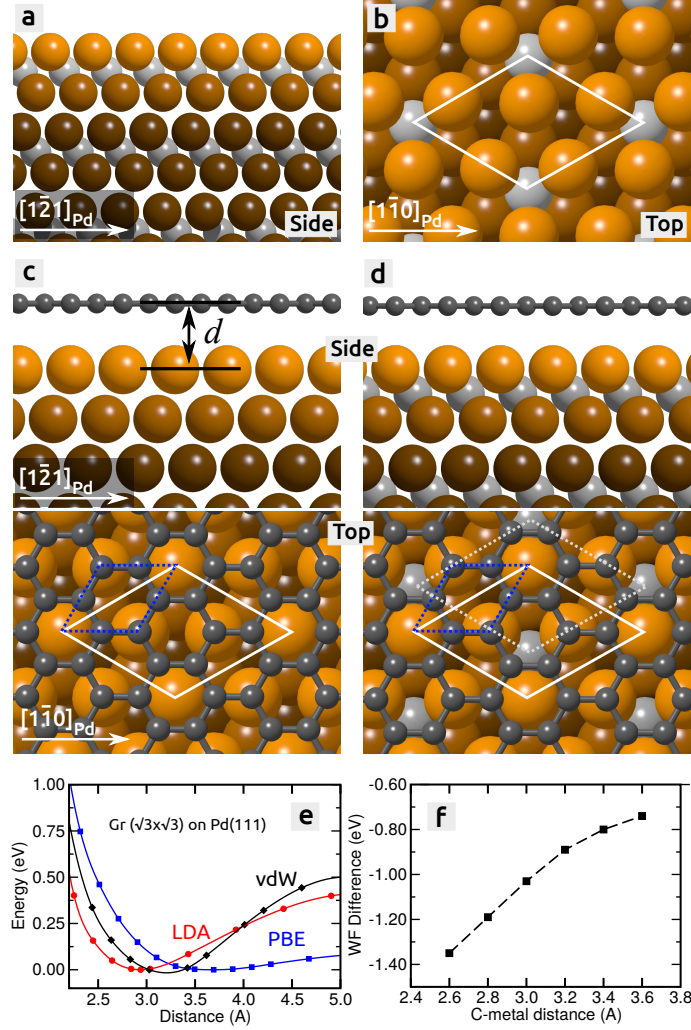 a
b
[11̄0]Pd
Top
[12̄1]Pd
Side
c
d
d
Side
[12̄1]Pd
Top
[11̄0]Pd
1.00
0.75
0.50
0.25
0.00
Energy (eV)
Gr (√3x√3) on Pd(111)
e
vdW
LDA
PBE
2.5 3.0 3.5 4.0 4.5 5.0
Distance (A)
-0.60
-0.80
-1.00
-1.20
-1.40
WF Difference (eV)
f
2.4 2.6 2.8 3.0 3.2 3.4 3.6 3.8
C-metal distance (A)